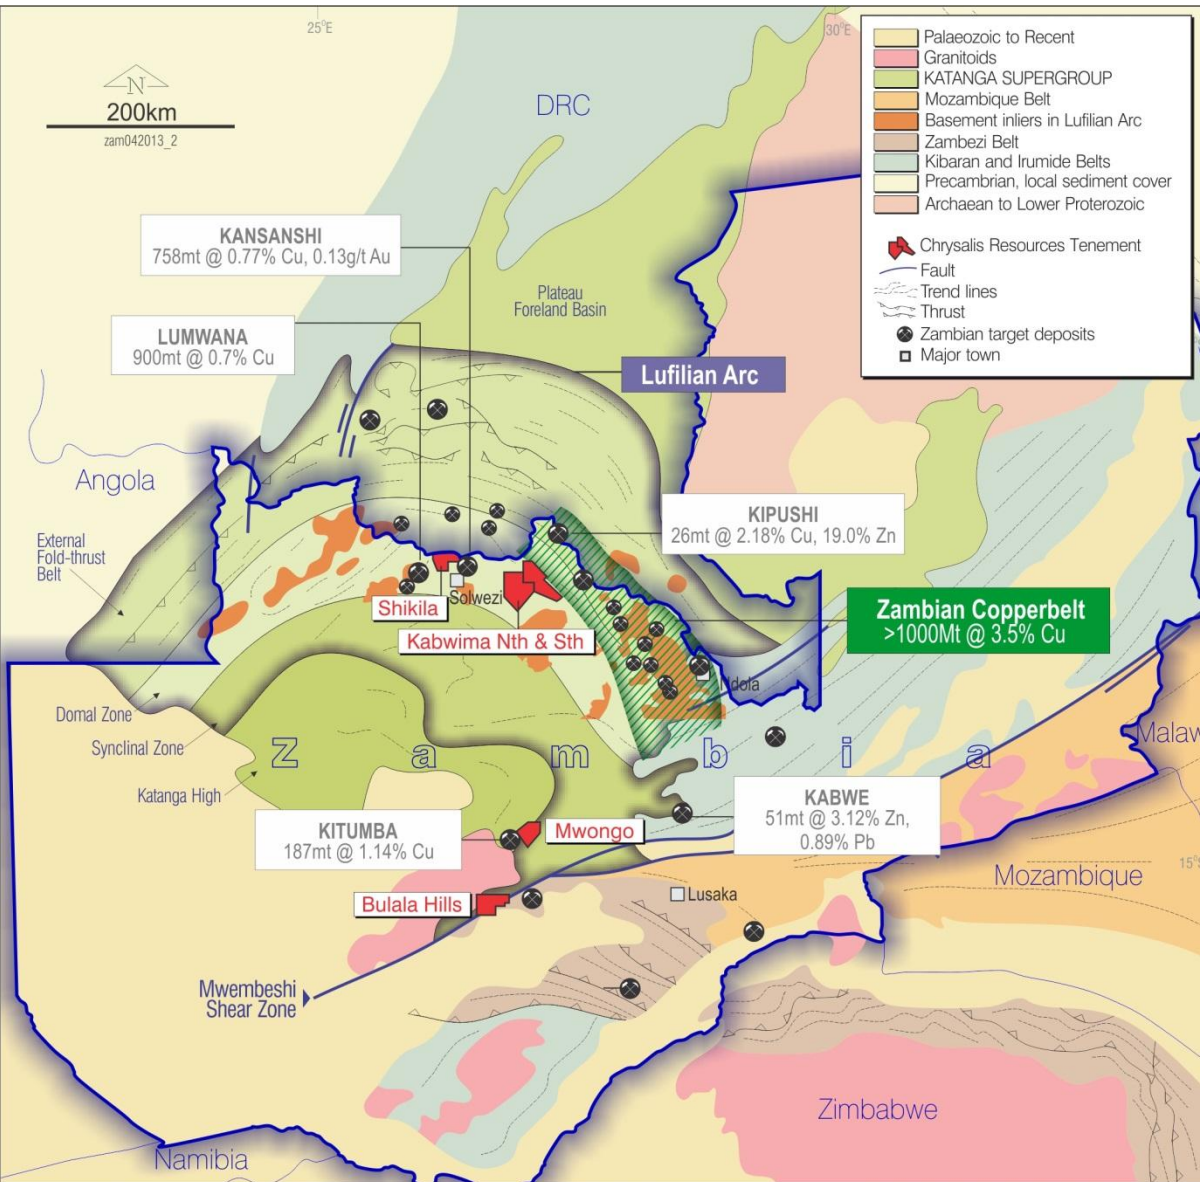 25°E
30°E
N
200km
zam042013_2
DRC
Palaeozoic to Recent
Granitoids
KATANGA SUPERGROUP
Mozambique Belt
Basement inliers in Lufilian Arc
Zambezi Belt
Kibaran and Irumide Belts
Precambrian, local sediment cover
Archaean to Lower Proterozoic
Chrysalis Resources Tenement
Fault
Trend lines
Thrust
Zambian target deposits
Major town
KANSANSHI
758mt @ 0.77% Cu, 0.13g/t Au
Plateau
Foreland Basin
LUMWANA
900mt @ 0.7% Cu
Lufilian Arc
Angola
KIPUSHI
26mt @ 2.18% Cu, 19.0% Zn
External
Fold-thrust
Belt
Solwezi
Shikila
Kabwima Nth & Sth
Zambian Copperbelt
>1000Mt @ 3.5% Cu
Ndola
Domal Zone
Synclinal Zone
Katanga High
Z a m b i a
Malaw
KITUMBA
187mt @ 1.14% Cu
Mwongo
KABWE
51mt @ 3.12% Zn,
0.89% Pb
15°S
Mozambique
Bulala Hills
Lusaka
Mwembeshi
Shear Zone
Zimbabwe
Namibia